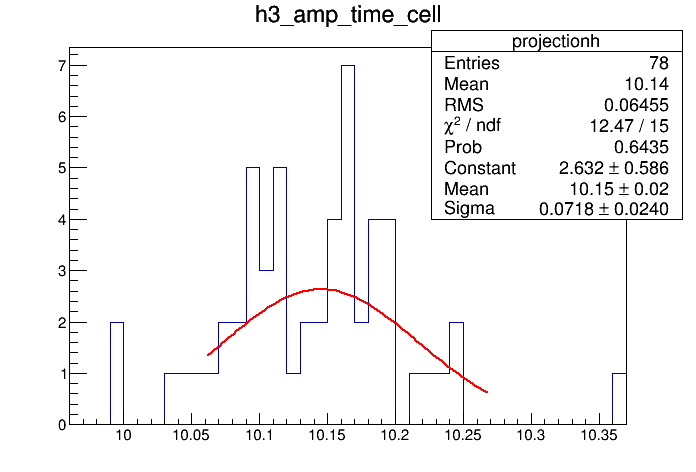 h3_amp_time_cell
projectionh
Entries 78
Mean 10.14
RMS 0.06455
χ² / ndf 12.47 / 15
Prob 0.6435
Constant 2.632 ± 0.586
Mean 10.15 ± 0.02
Sigma 0.0718 ± 0.0240
7
6
5
4
3
2
1
0
10 10.05 10.1 10.15 10.2 10.25 10.3 10.35